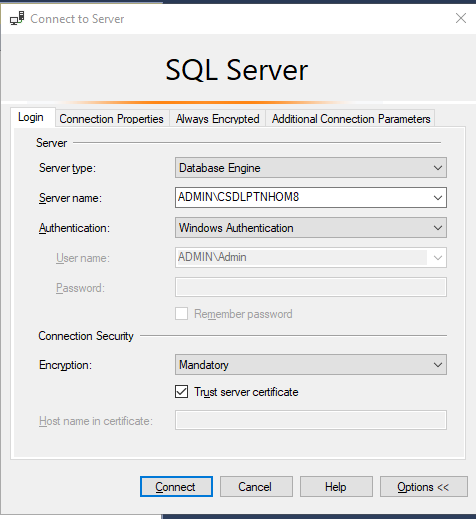 Connect to Server
SQL Server
Login Connection Properties Always Encrypted Additional Connection Parameters
Server
Server type: Database Engine
Server name: ADMIN\CSDLPTNHOM8
Authentication: Windows Authentication
User name: ADMIN\Admin
Password:
Remember password
Connection Security
Encryption: Mandatory
Trust server certificate
Host name in certificate:
Connect Cancel Help Options <<